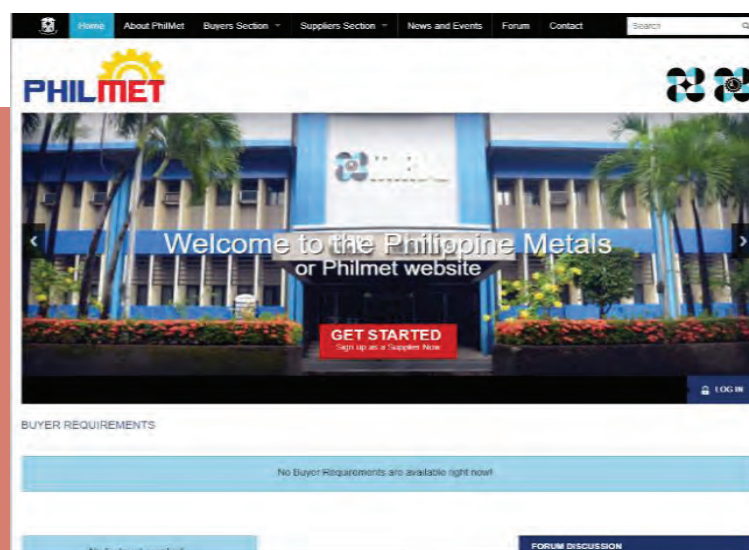 Home About PhilMet Buyers Section Suppliers Section News and Events Forum Contact Search
PHILMET
Welcome to the Philippine Metals
or Philmet website
GET STARTED
Sign up as a Supplier Now
LOG IN
BUYER REQUIREMENTS
No Buyer Requirements are available right now!
FORUM DISCUSSION